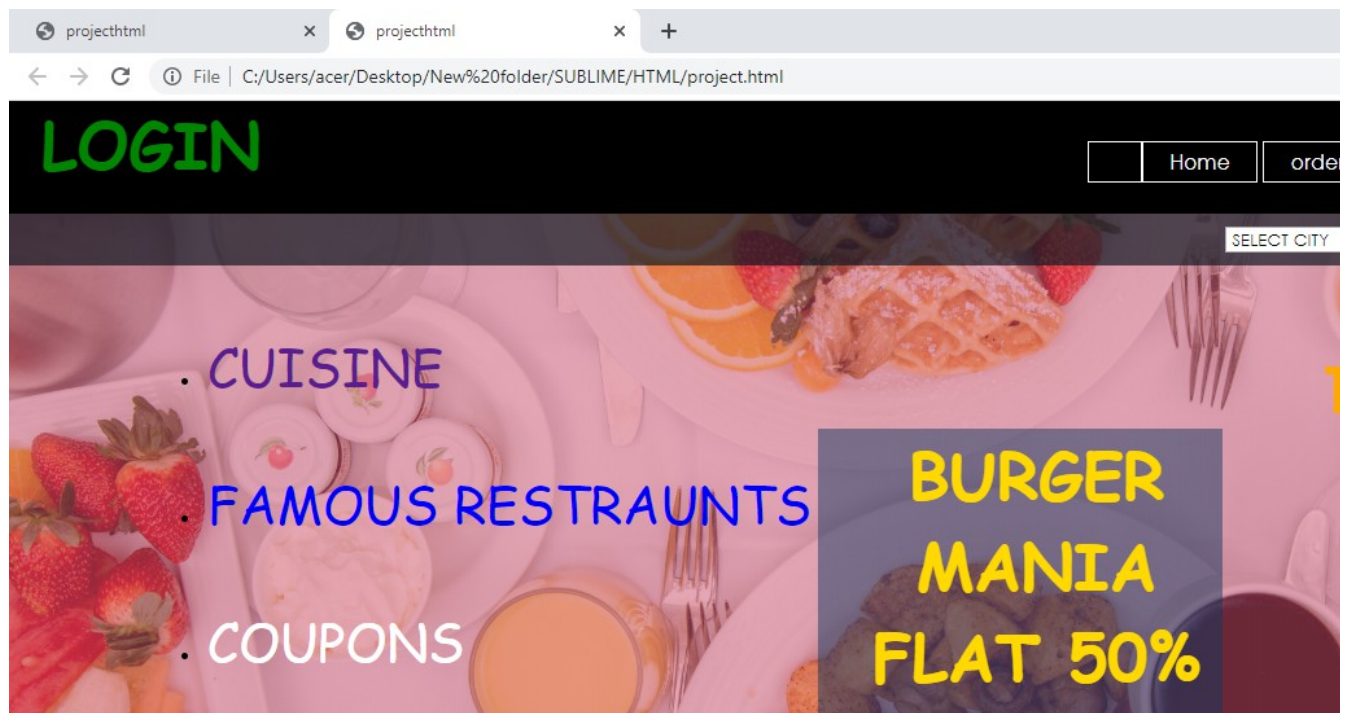 projecthtml
projecthtml
File
C:/Users/acer/Desktop/New%20folder/SUBLIME/HTML/project.html
LOGIN
Home
order
SELECT CITY
CUISINE
T
FAMOUS RESTRAUNTS
BURGER
MANIA
COUPONS
FLAT 50%